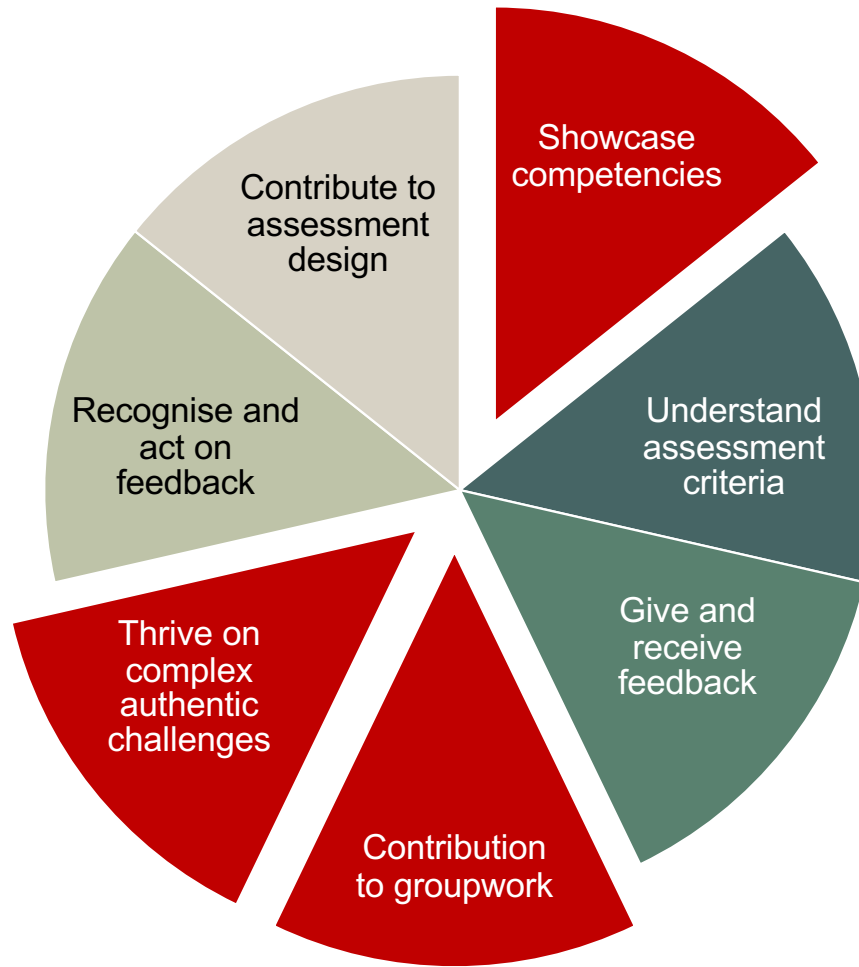 Showcase
competencies
Understand
assessment
criteria
Give and
receive
feedback
Contribution
to groupwork
Thrive on
complex
authentic
challenges
Recognise and
act on
feedback
Contribute to
assessment
design